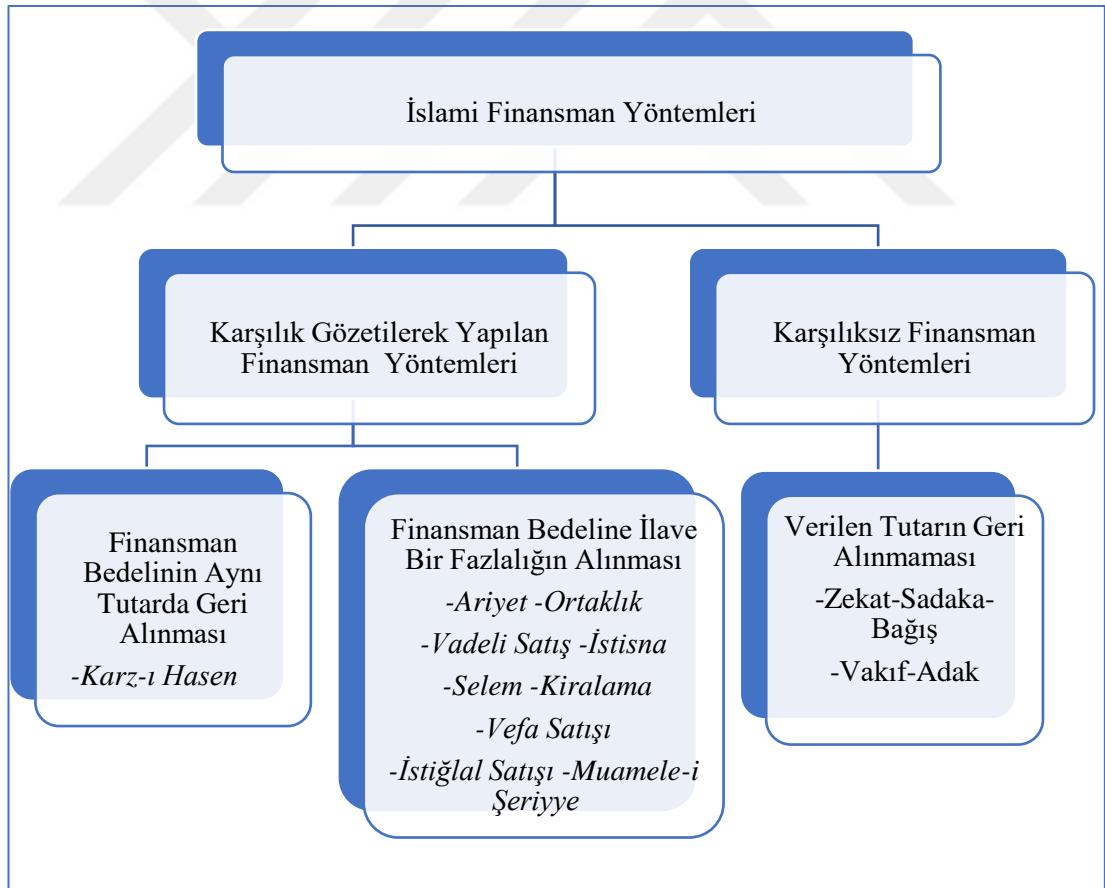 İslami Finansman Yöntemleri
Karşılık Gözetilerek Yapılan
Finansman Yöntemleri
Karşılıksız Finansman
Yöntemleri
Finansman
Bedelinin Aynı
Tutarda Geri
Alınması
-Karz-ı Hasen
Finansman Bedeline İlave
Bir Fazlalığın Alınması
-Ariyet -Ortaklık
-Vadeli Satış -İstisna
-Selem -Kiralama
-Vefa Satışı
-İstiğlal Satışı -Muamele-i
Şeriyye
Verilen Tutarın Geri
Alınmaması
-Zekat-Sadaka-
Bağış
-Vakıf-Adak